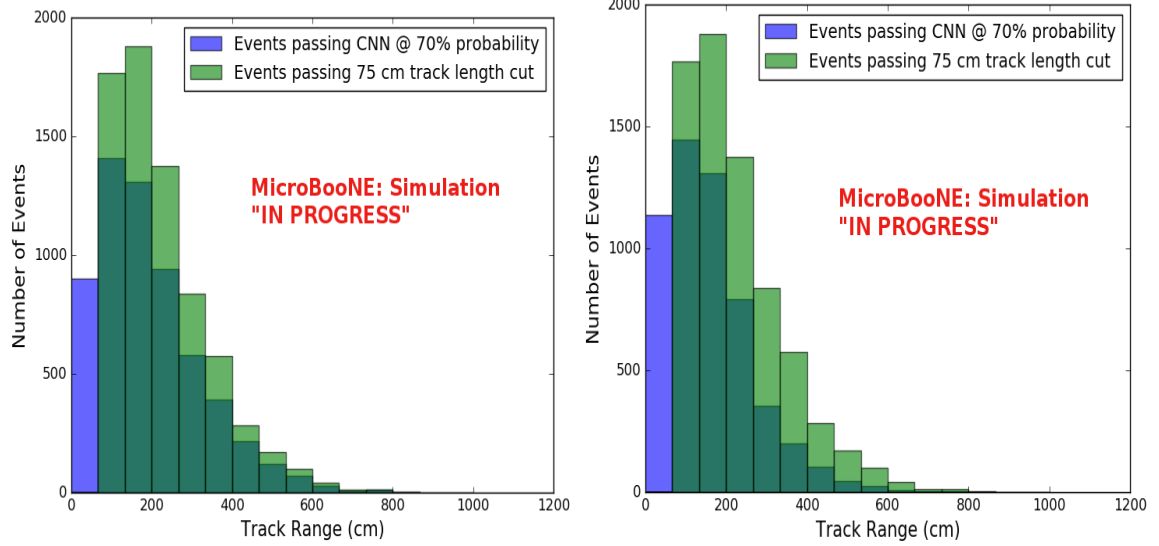 2000
1500
1000
500
0
Number of Events
Events passing CNN @ 70% probability
Events passing 75 cm track length cut
MicroBooNE: Simulation
"IN PROGRESS"
0 200 400 600 800 1000 1200
Track Range (cm)
2000
1500
1000
500
0
Number of Events
Events passing CNN @ 70% probability
Events passing 75 cm track length cut
MicroBooNE: Simulation
"IN PROGRESS"
0 200 400 600 800 1000 1200
Track Range (cm)